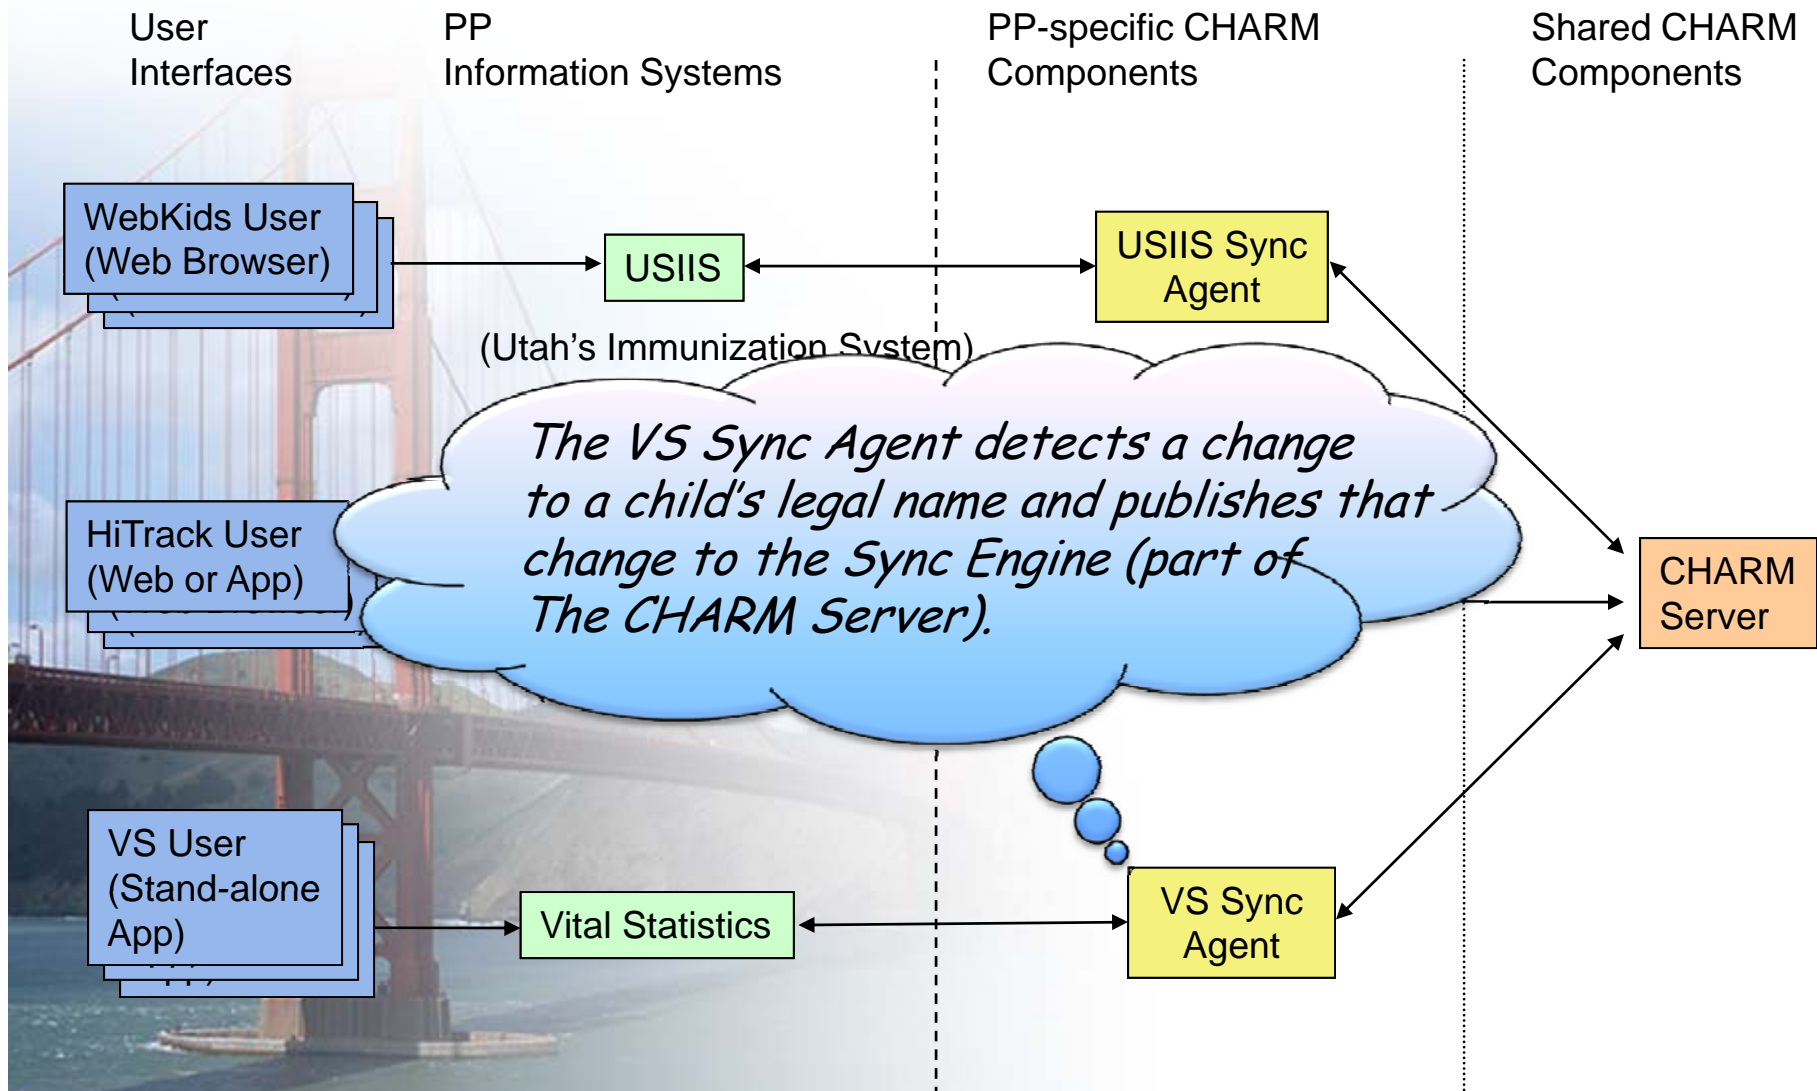 User
Interfaces
PP
Information Systems
PP-specific CHARM
Components
Shared CHARM
Components
WebKids User
(Web Browser)
USIIS
USIIS Sync
Agent
(Utah's Immunization System)
The VS Sync Agent detects a change
to a child's legal name and publishes that
change to the Sync Engine (part of
The CHARM Server).
HiTrack User
(Web or App)
CHARM
Server
VS User
(Stand-alone
App)
Vital Statistics
VS Sync
Agent